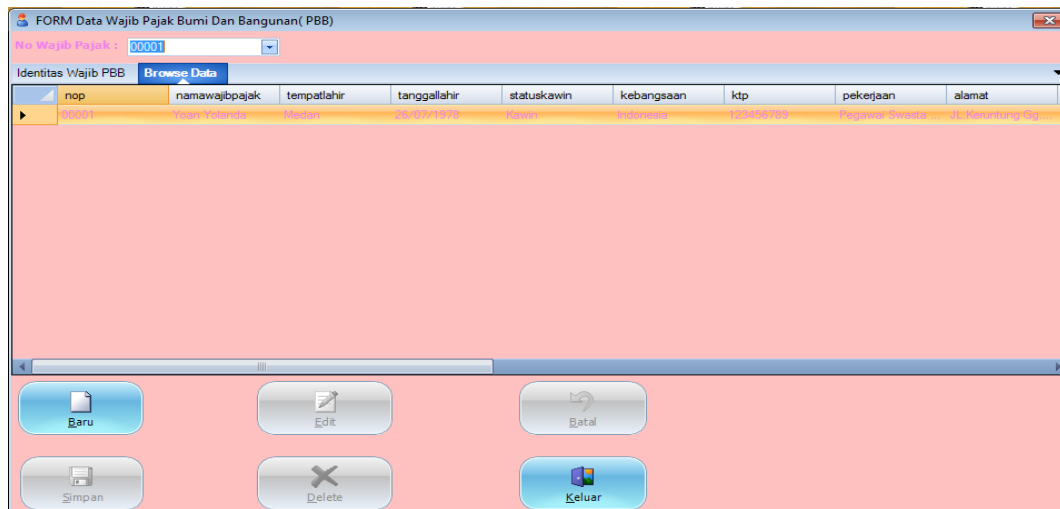 FORM Data Wajib Pajak Bumi Dan Bangunan( PBB)
No Wajib Pajak : 00001
Identitas Wajib PBB Browse Data
nop namawajibpajak tempatlahir tanggallahir statuskawin kebangsaan ktp pekerjaan alamat
00001 Yoan Yolanda Medan 26/07/1978 Kawin Indonesia 123456789 Pegawai Swasta ... JL.Keruntung Gg....
Baru Edit Batal
Simpan Delete Keluar